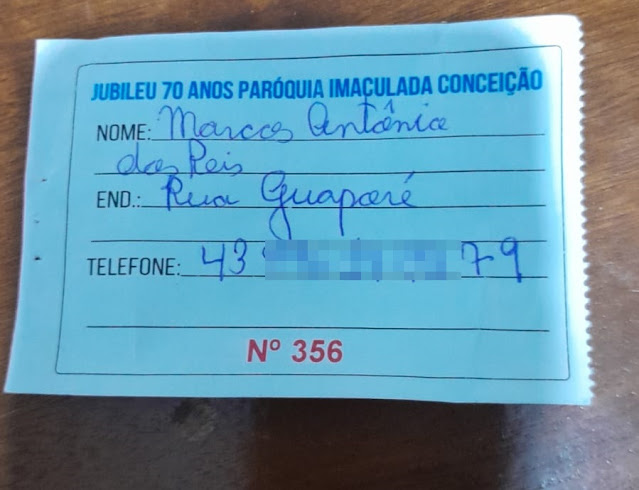 JUBILEU 70 ANOS PARÓQUIA IMACULADA CONCEIÇÃO
NOME: Marcos Antônio
dos Reis
END.: Rua Guaporé
TELEFONE: 43 79
Nº 356